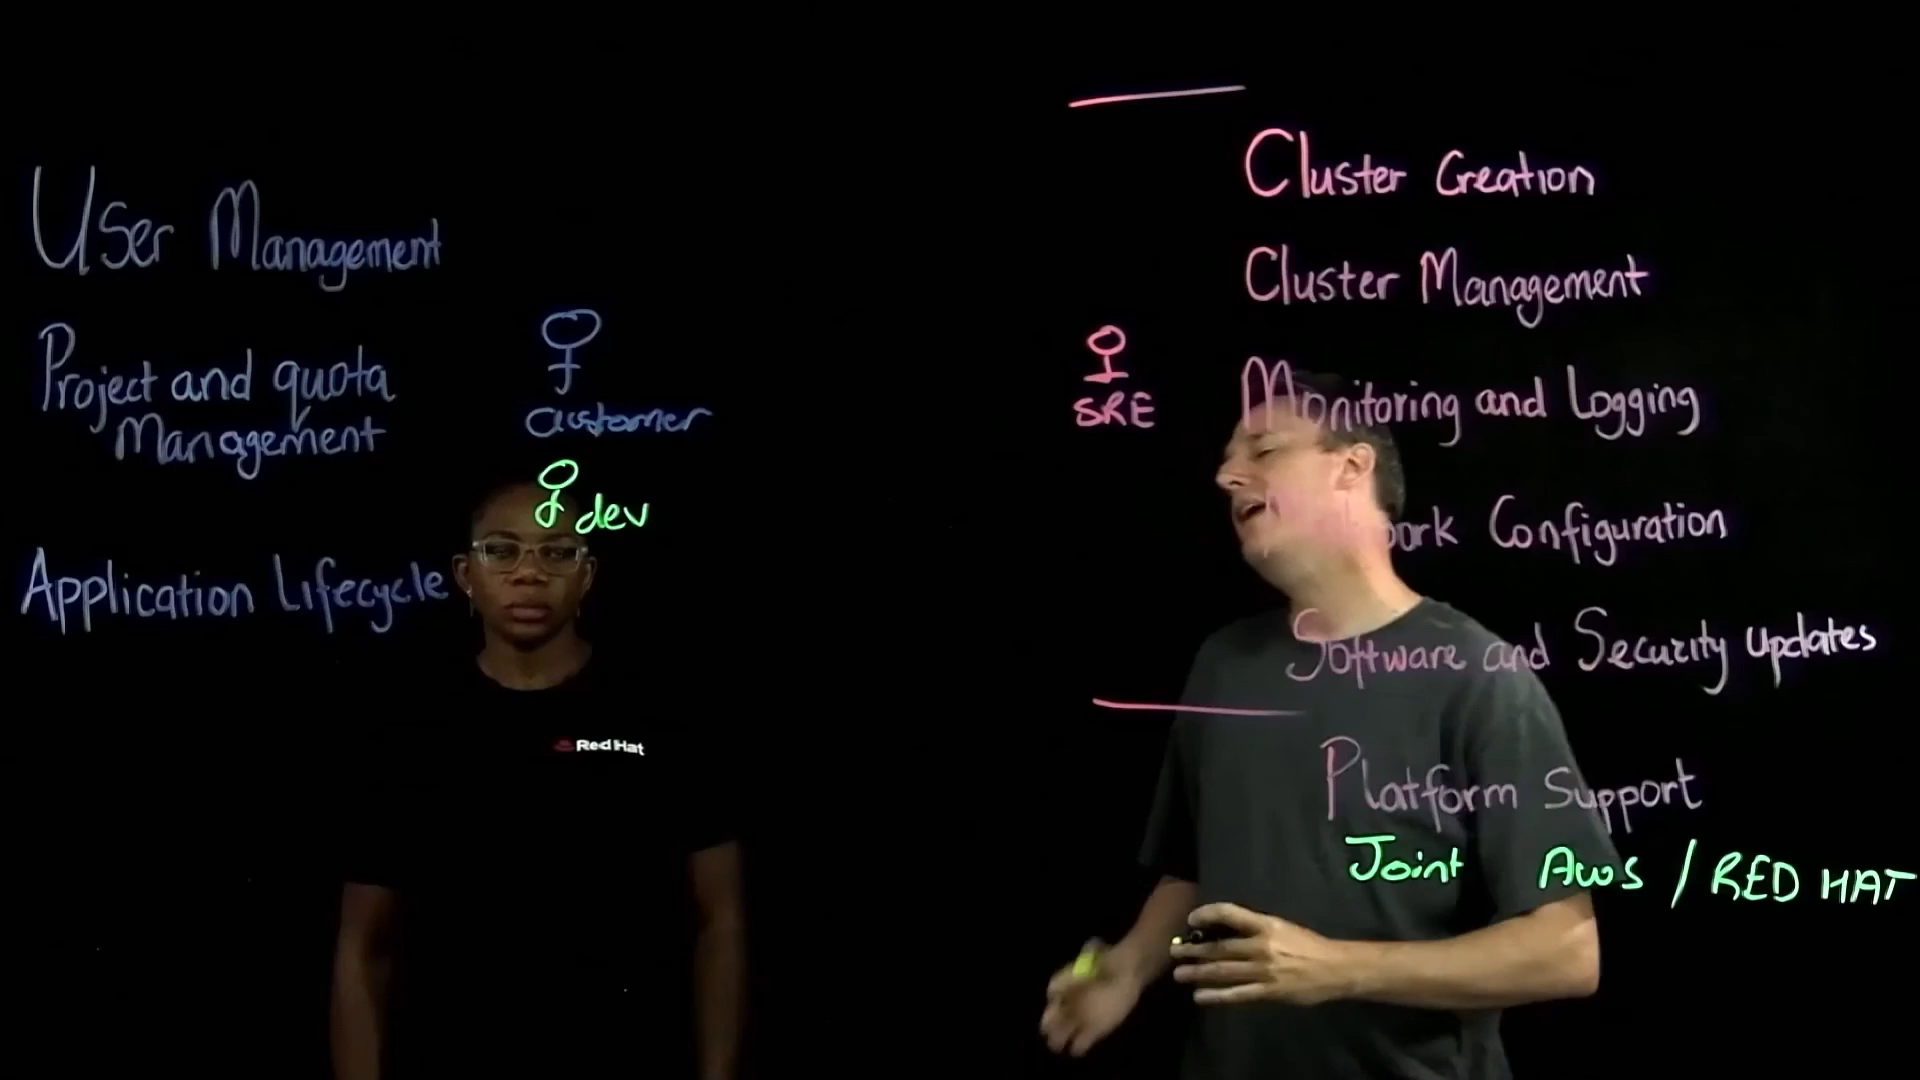 User Management
Project and quota
Management
customer
dev
Application Lifecycle
Red Hat
Cluster Creation
Cluster Management
SRE
Monitoring and Logging
Configuration
Software and Security updates
Platform Support
Joint AWS / RED HAT